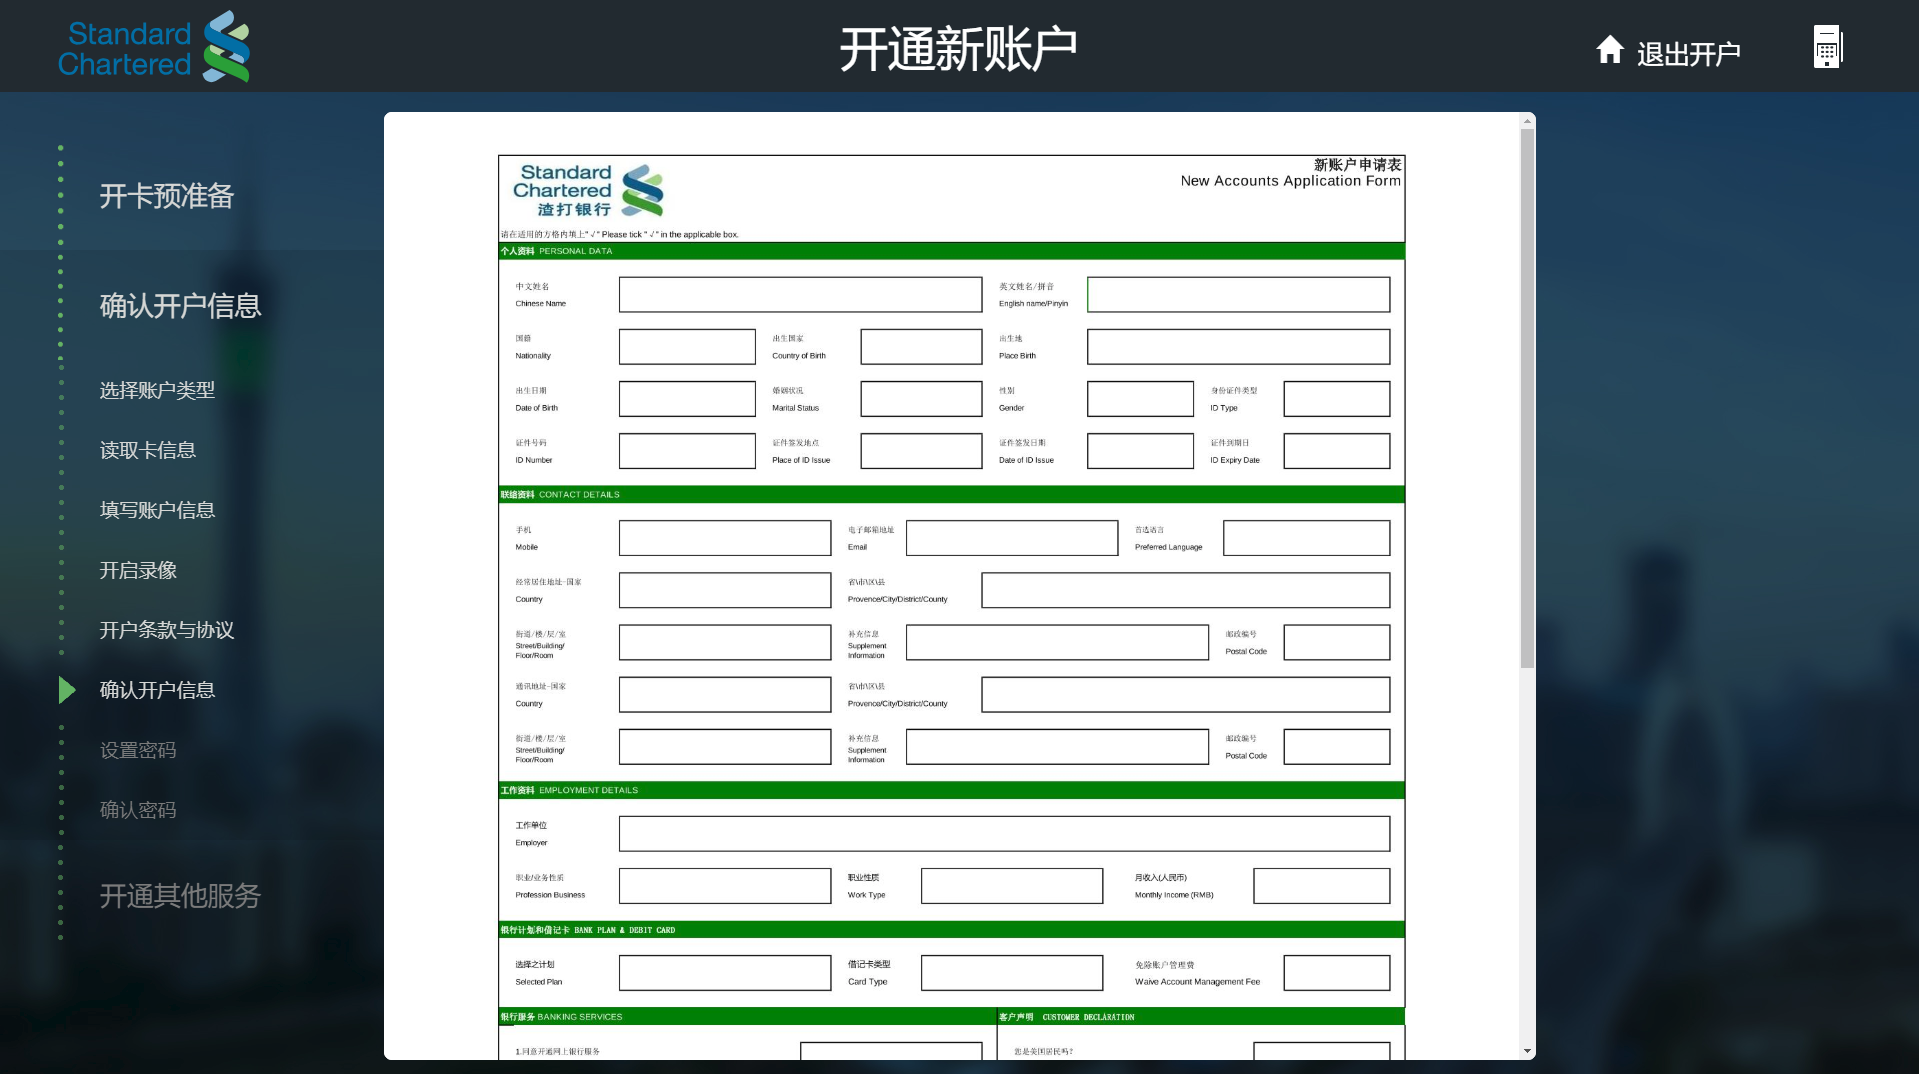 Standard
Chartered
开通新账户
退出开户
开卡预准备
确认开户信息
选择账户类型
读取卡信息
填写账户信息
开启录像
开户条款与协议
确认开户信息
设置密码
确认密码
开通其他服务
Standard
Chartered
渣打银行
新账户申请表
New Accounts Application Form
请在适用的方格内填上" √ " Please tick " √ " in the applicable box.
个人资料 PERSONAL DATA
中文姓名
Chinese Name
英文姓名/拼音
English name/Pinyin
国籍
Nationality
出生国家
Country of Birth
出生地
Place Birth
出生日期
Date of Birth
婚姻状况
Marital Status
性别
Gender
身份证件类型
ID Type
证件号码
ID Number
证件签发地点
Place of ID Issue
证件签发日期
Date of ID Issue
证件到期日
ID Expiry Date
联络资料 CONTACT DETAILS
手机
Mobile
电子邮箱地址
Email
首选语言
Preferred Language
经常居住地址-国家
Country
省\市\区\县
Provence/City/District/County
街道/楼/层/室
Street/Building/
Floor/Room
补充信息
Supplement
Information
邮政编号
Postal Code
通讯地址-国家
Country
省\市\区\县
Provence/City/District/County
街道/楼/层/室
Street/Building/
Floor/Room
补充信息
Supplement
Information
邮政编号
Postal Code
工作资料 EMPLOYMENT DETAILS
工作单位
Employer
职业/业务性质
Profession Business
职业性质
Work Type
月收入(人民币)
Monthly Income (RMB)
银行计划和借记卡 BANK PLAN & DEBIT CARD
选择之计划
Selected Plan
借记卡类型
Card Type
免除账户管理费
Waive Account Management Fee
银行服务 BANKING SERVICES
客户声明 CUSTOMER DECLARATION
1.同意开通网上银行服务
您是美国居民吗?